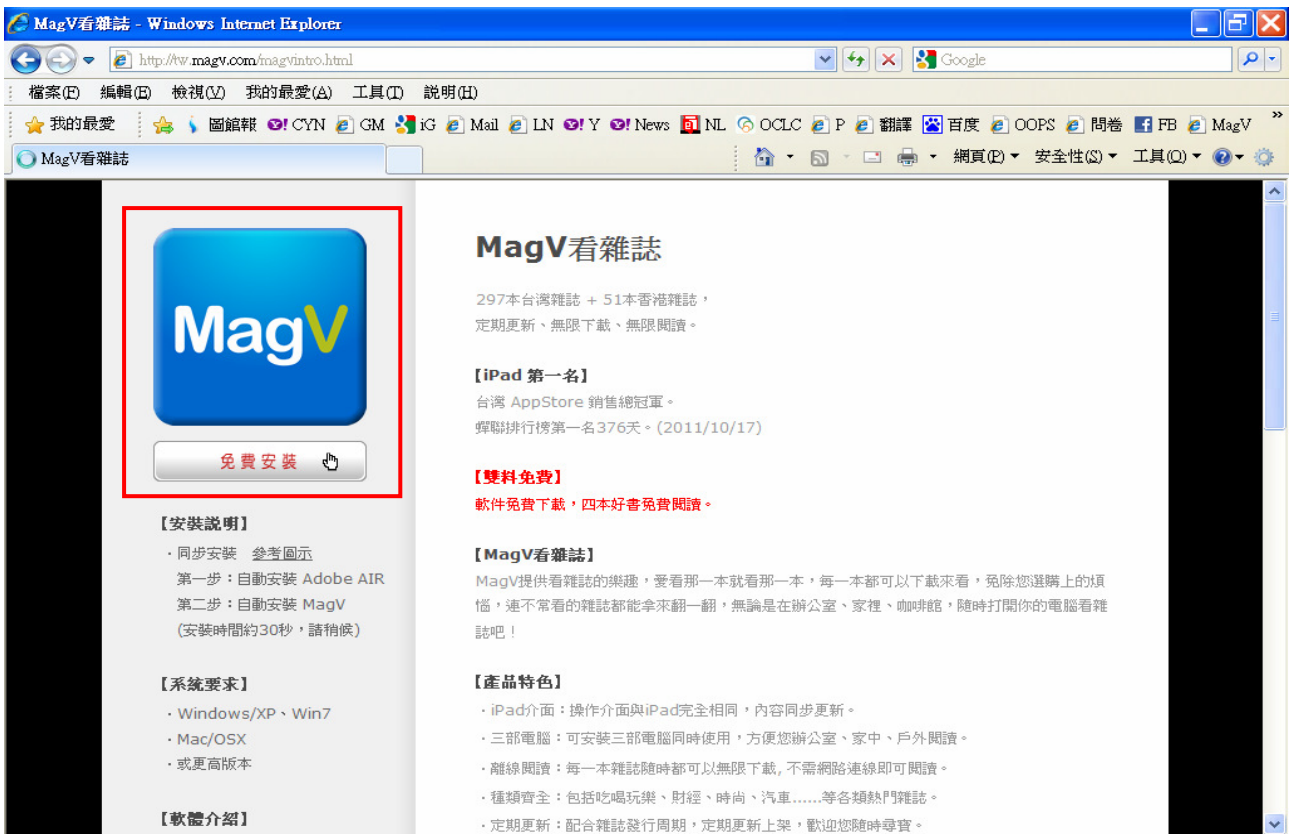 MagV看雜誌 - Windows Internet Explorer
http://tw.magv.com/magvintro.html
Google
檔案(F) 編輯(E) 檢視(V) 我的最愛(A) 工具(T) 說明(H)
我的最愛 圖館報 CYN GM iG Mail LN Y News NL OCLC P 翻譯 百度 OOPS 問卷 FB MagV »
MagV看雜誌
網頁(P) 安全性(S) 工具(O)
MagV
免費安裝
【安裝說明】
·同步安裝 參考圖示
第一步：自動安裝 Adobe AIR
第二步：自動安裝 MagV
(安裝時間約30秒，請稍候)
【系統要求】
·Windows/XP、Win7
·Mac/OSX
·或更高版本
【軟體介紹】
MagV看雜誌
297本台灣雜誌 + 51本香港雜誌，
定期更新、無限下載、無限閱讀。
【iPad 第一名】
台灣 AppStore 銷售總冠軍。
蟬聯排行榜第一名376天。(2011/10/17)
【雙料免費】
軟件免費下載，四本好書免費閱讀。
【MagV看雜誌】
MagV提供看雜誌的樂趣，愛看那一本就看那一本，每一本都可以下載來看，免除您選購上的煩
惱，連不常看的雜誌都能拿來翻一翻，無論是在辦公室、家裡、咖啡館，隨時打開你的電腦看雜
誌吧！
【產品特色】
·iPad介面：操作介面與iPad完全相同，內容同步更新。
·三部電腦：可安裝三部電腦同時使用，方便您辦公室、家中、戶外閱讀。
·離線閱讀：每一本雜誌隨時都可以無限下載, 不需網路連線即可閱讀。
·種類齊全：包括吃喝玩樂、財經、時尚、汽車......等各類熱門雜誌。
·定期更新：配合雜誌發行周期，定期更新上架，歡迎您隨時尋寶。